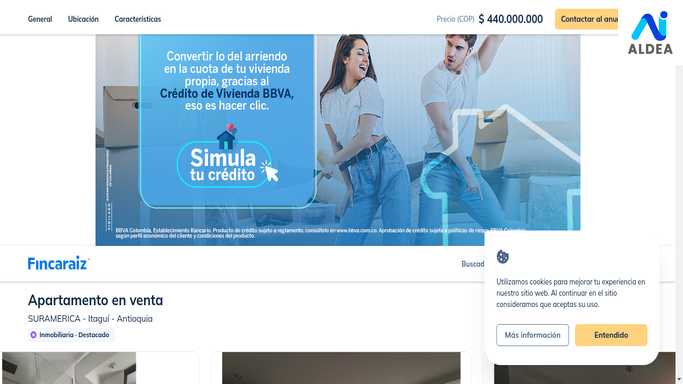 General Ubicación Características Precio (COP) $ 440.000.000 Contactar al anun
ALDEA
Convertir lo del arriendo
en la cuota de tu vivienda
propia, gracias al
Crédito de Vivienda BBVA,
eso es hacer clic.
Simula
tu crédito
BBVA Colombia, Establecimiento Bancario. Producto de crédito sujeto a reglamento, consúltelo en www.bbva.com.co. Aprobación de crédito sujeta a políticas de riesgo BBVA Colombia
según perfil económico del cliente y condiciones del producto.
Fincaraiz
Buscad
Utilizamos cookies para mejorar tu experiencia en
nuestro sitio web. Al continuar en el sitio
consideramos que aceptas su uso.
Más información Entendido
Apartamento en venta
SURAMERICA - Itaguí - Antioquia
Inmobiliaria - Destacado